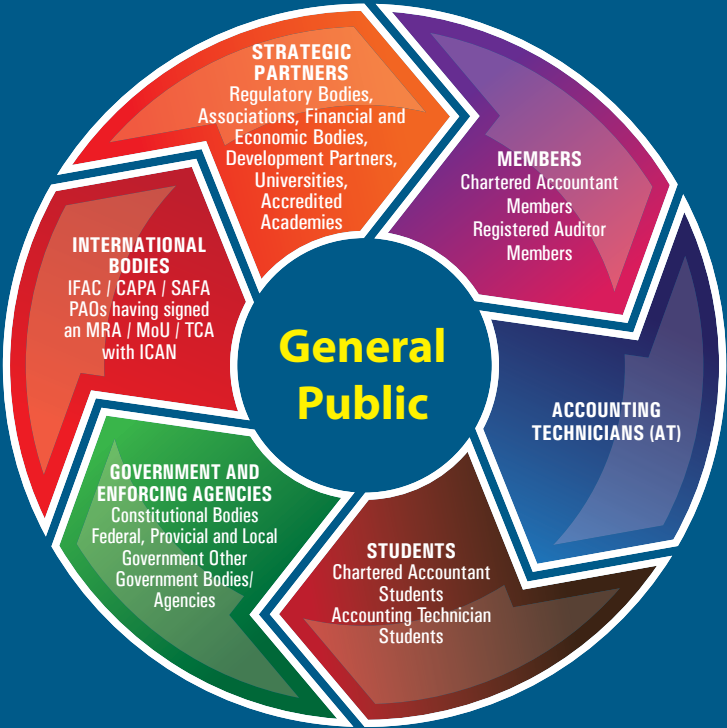 STRATEGIC
PARTNERS
Regulatory Bodies,
Associations, Financial and
Economic Bodies,
Development Partners,
Universities,
Accredited
Academies
MEMBERS
Chartered Accountant
Members
Registered Auditor
Members
ACCOUNTING
TECHNICIANS (AT)
STUDENTS
Chartered Accountant
Students
Accounting Technician
Students
GOVERNMENT AND
ENFORCING AGENCIES
Constitutional Bodies
Federal, Provicial and Local
Government Other
Government Bodies/
Agencies
INTERNATIONAL
BODIES
IFAC / CAPA / SAFA
PAOs having signed
an MRA / MoU / TCA
with ICAN
General
Public